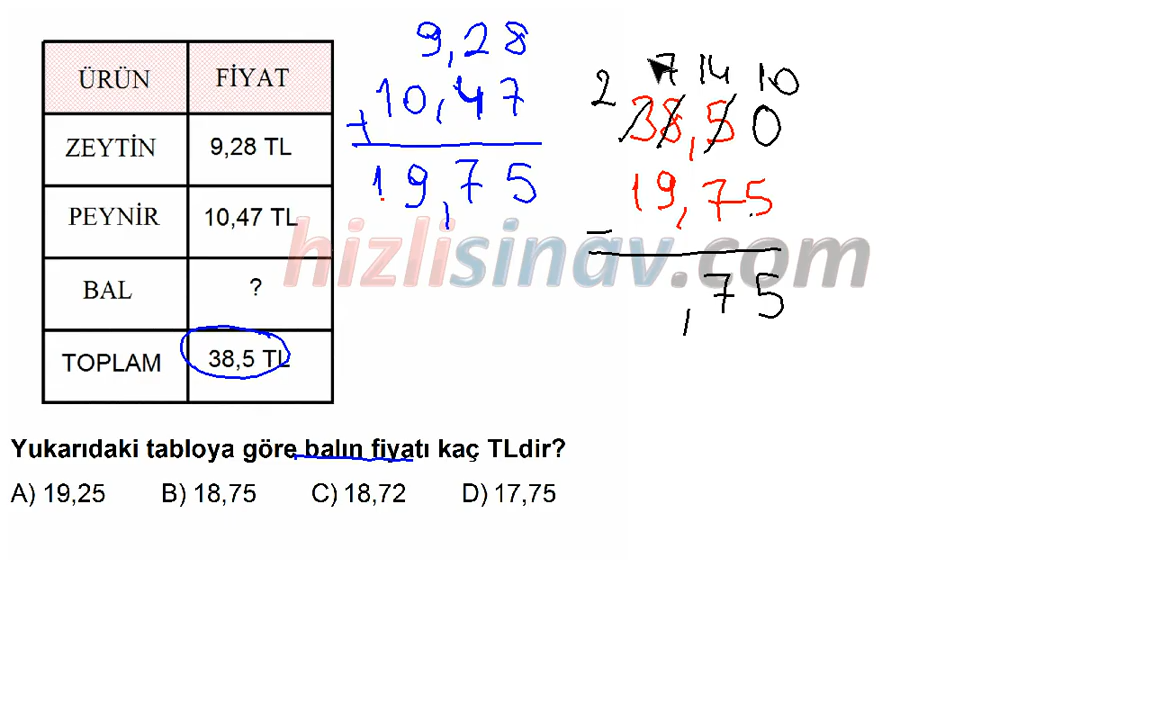 ÜRÜN FİYAT
ZEYTİN 9,28 TL
PEYNİR 10,47 TL
BAL ?
TOPLAM 38,5 TL
9,28
+ 10,47
19,75
2 7 14 10
38,50
19,75
-
,75
hizlisinav.com
Yukarıdaki tabloya göre balın fiyatı kaç TLdir?
A) 19,25 B) 18,75 C) 18,72 D) 17,75